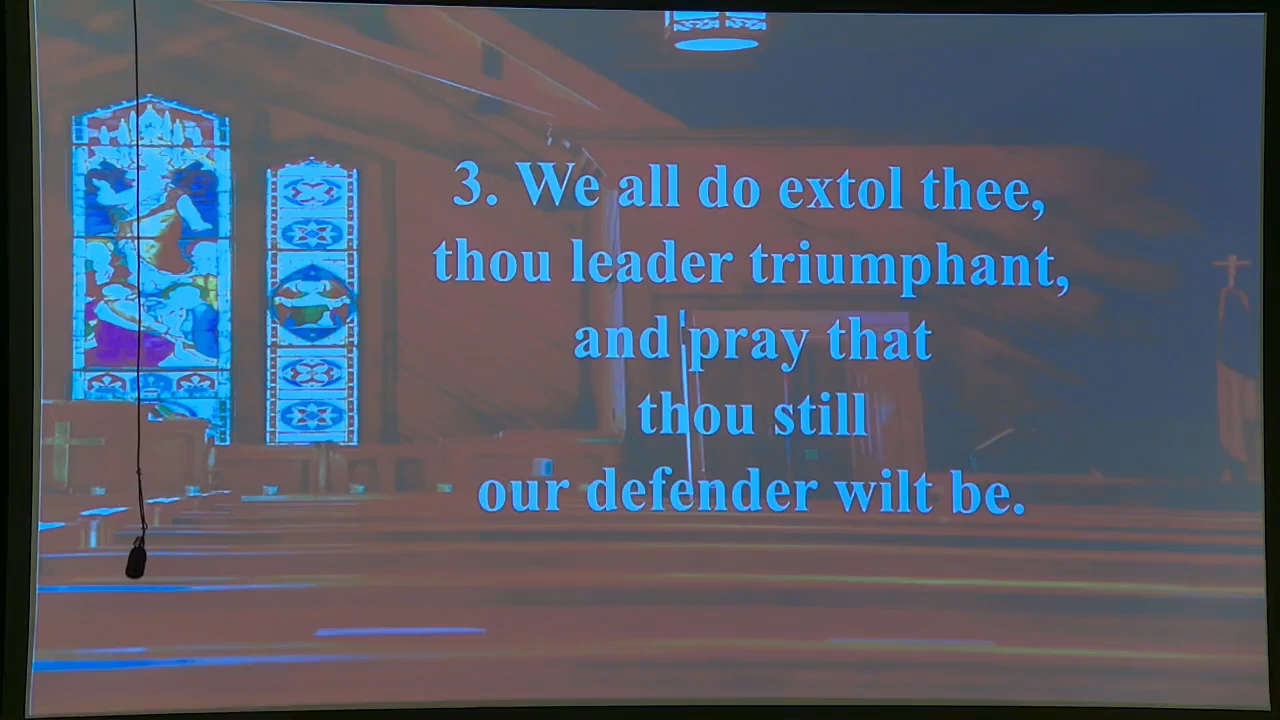 3. We all do extol thee,
thou leader triumphant,
and pray that
thou still
our defender wilt be.